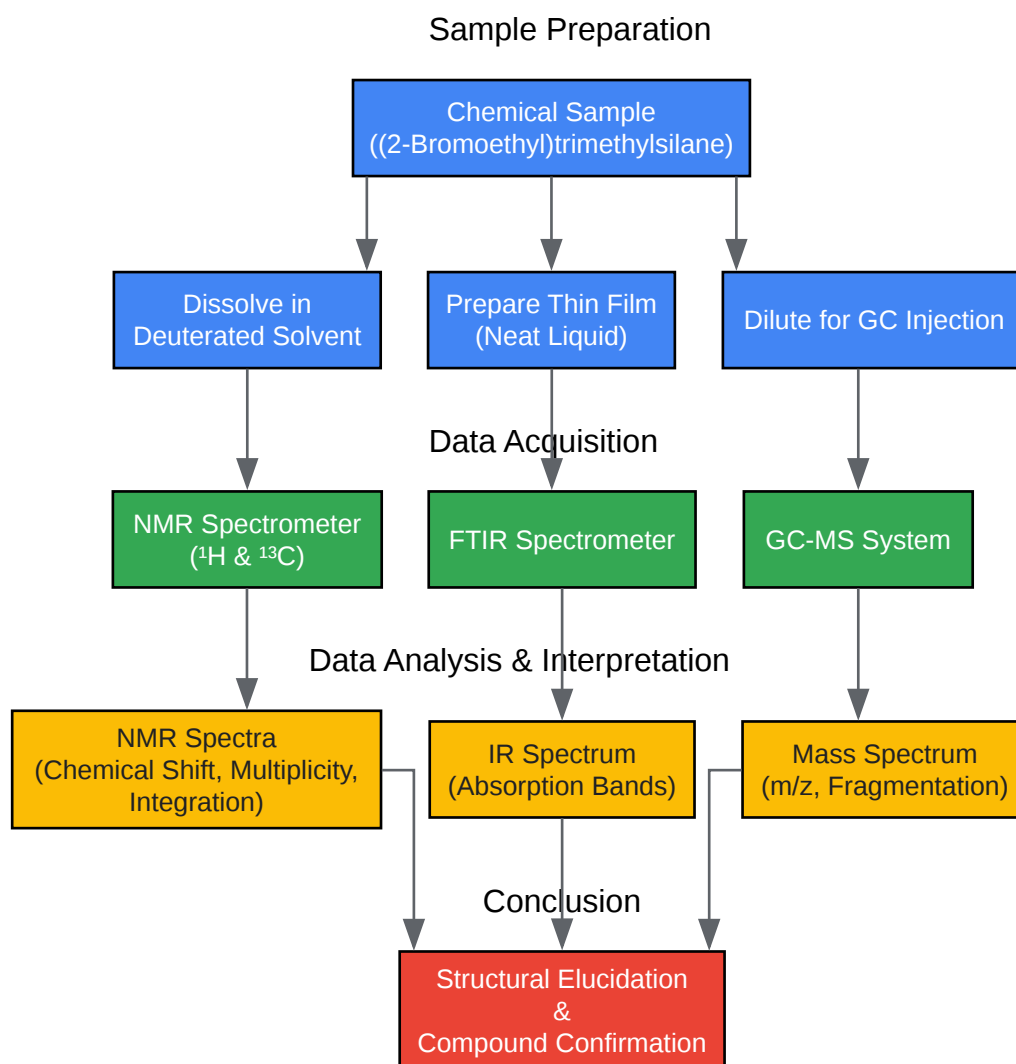 Sample Preparation
Chemical Sample
((2-Bromoethyl)trimethylsilane)
Dissolve in
Deuterated Solvent
Prepare Thin Film
(Neat Liquid)
Dilute for GC Injection
Data Acquisition
NMR Spectrometer
(¹H & ¹³C)
FTIR Spectrometer
GC-MS System
Data Analysis & Interpretation
NMR Spectra
(Chemical Shift, Multiplicity,
Integration)
IR Spectrum
(Absorption Bands)
Mass Spectrum
(m/z, Fragmentation)
Conclusion
Structural Elucidation
&
Compound Confirmation